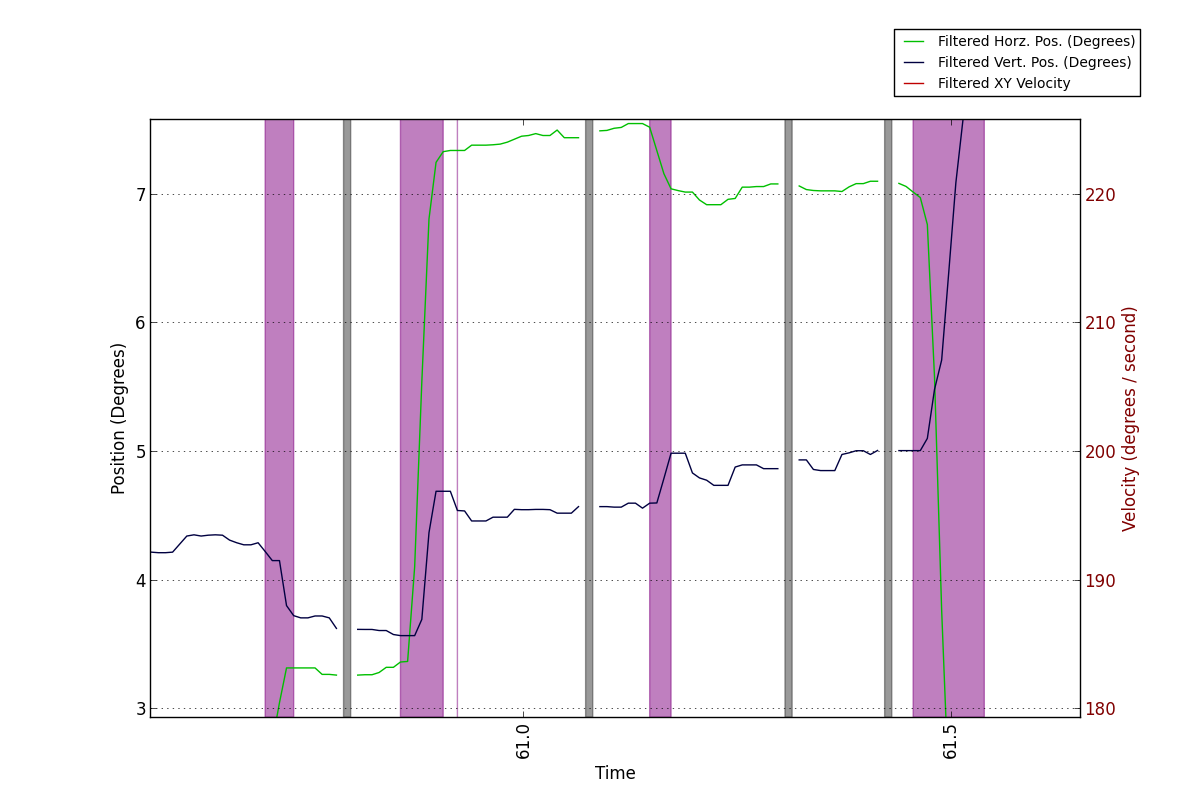 Filtered Horz. Pos. (Degrees)
Filtered Vert. Pos. (Degrees)
Filtered XY Velocity
7
6
5
4
3
Position (Degrees)
220
210
200
190
180
Velocity (degrees / second)
61.0
61.5
Time